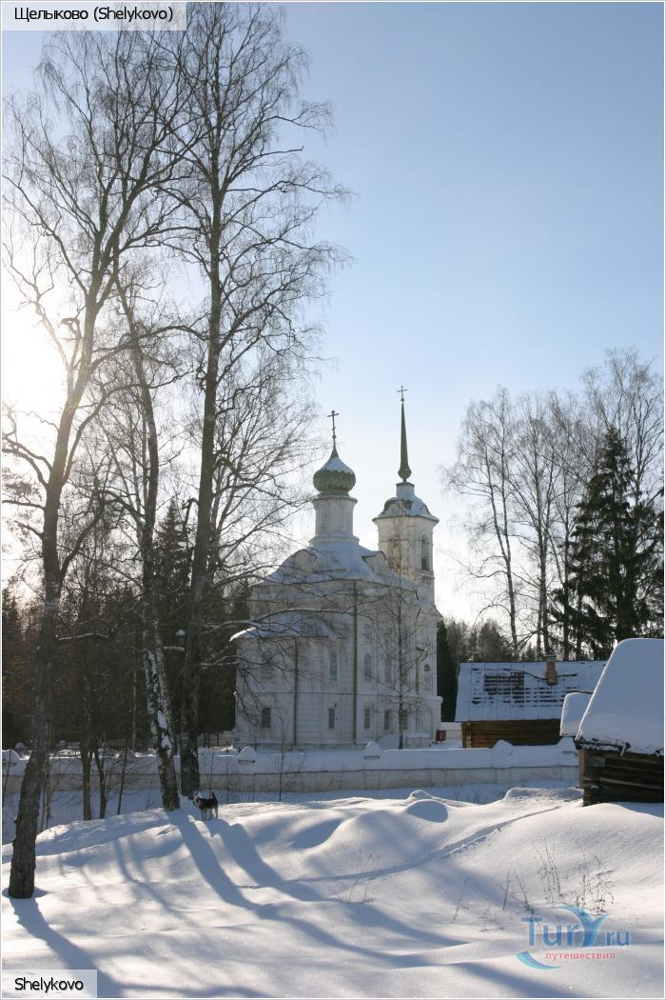 Щелыково (Shelykovo)
TurY.ru
путешествия
Shelykovo